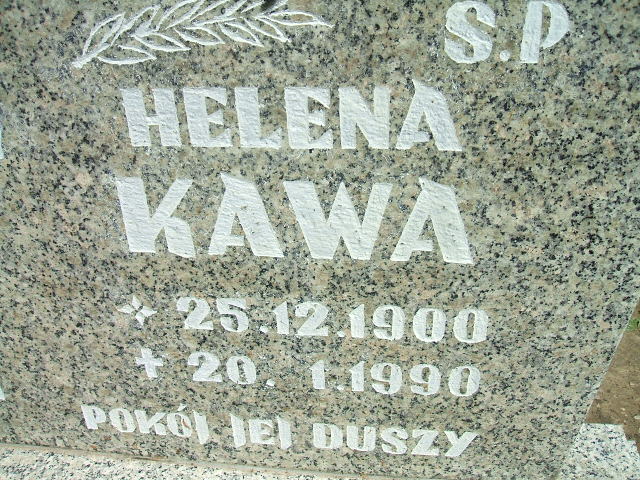 S.P
HELENA
KAWA
25.12.1900
20. 1.1990
POKÓJ JEJ DUSZY